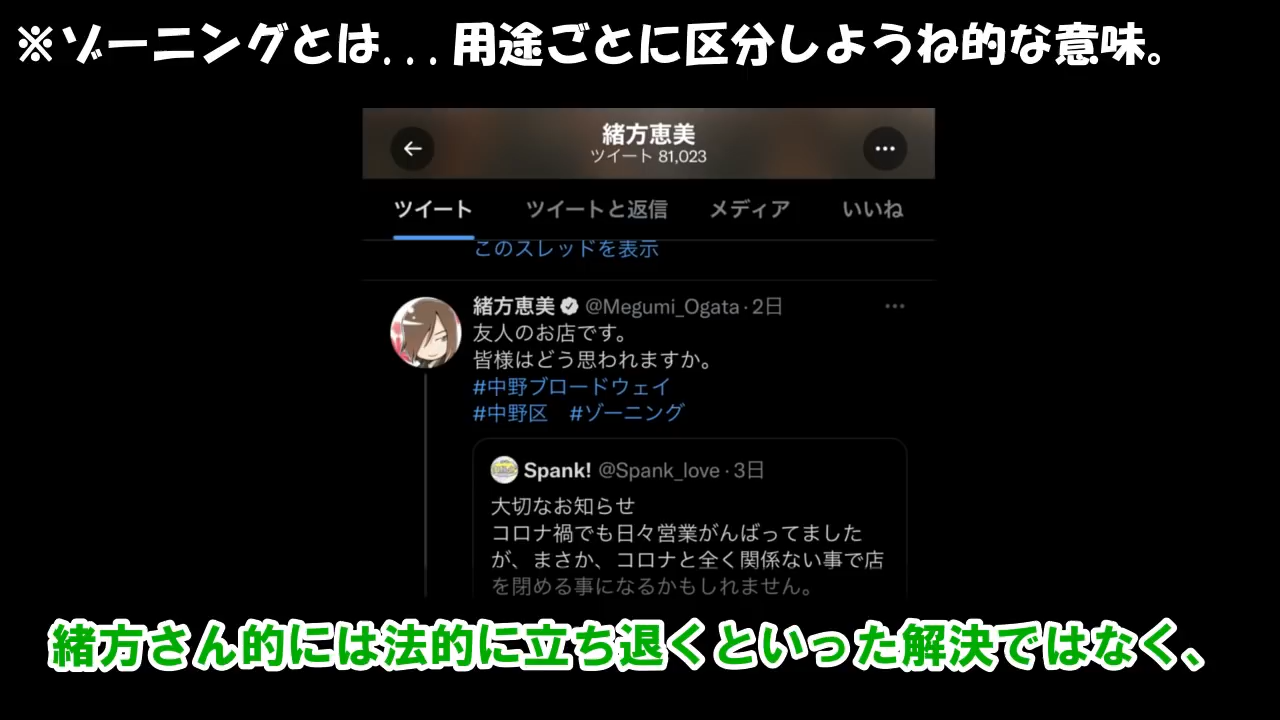 ※ゾーニングとは...用途ごとに区分しようね的な意味。
緒方恵美
ツイート 81,023
ツイート ツイートと返信 メディア いいね
このスレッドを表示
緒方恵美 @Megumi_Ogata · 2日
友人のお店です。
皆様はどう思われますか。
#中野ブロードウェイ
#中野区 #ゾーニング
Spank! @Spank_love · 3日
大切なお知らせ
コロナ禍でも日々営業がんばってました
が、まさか、コロナと全く関係ない事で店
を閉める事になるかもしれません。
緒方さん的には法的に立ち退くといった解決ではなく、